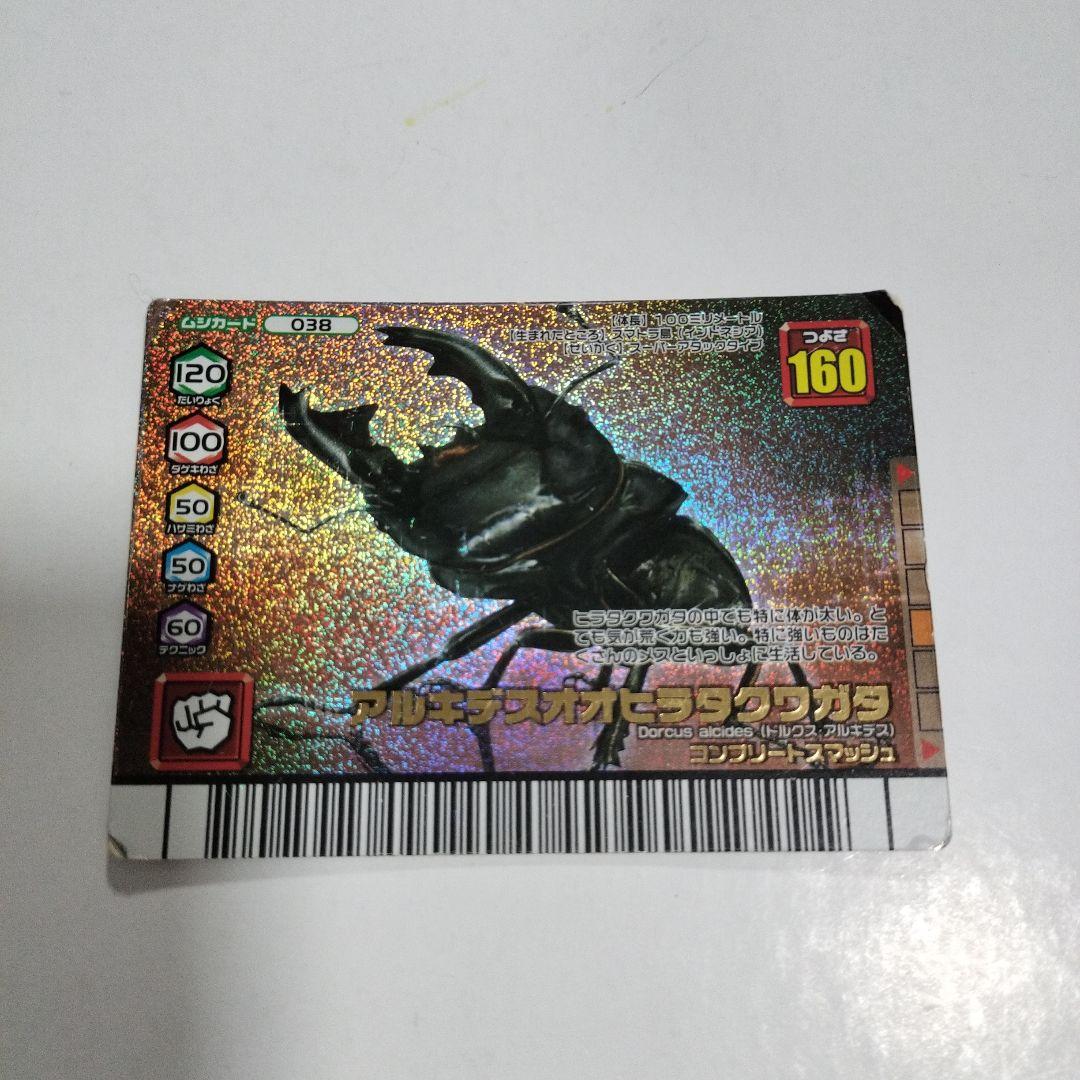 ムシカード 038
【体長】 100ミリメートル
【生まれたところ】 スマトラ島 (インドネシア)
【せいかく】 スーパーアタックタイプ
つよさ
160
120
たいりょく
100
ダゲキわざ
50
ハサミわざ
50
ナゲわざ
60
テクニック
ヒラタクワガタの中でも特に体が太い。と
ても気が荒く力も強い。特に強いものはた
くさんのメスといっしょに生活している。
アルキデスオオヒラタクワガタ
Dorcus alcides (ドルクス・アルキデス)
コンプリートスマッシュ